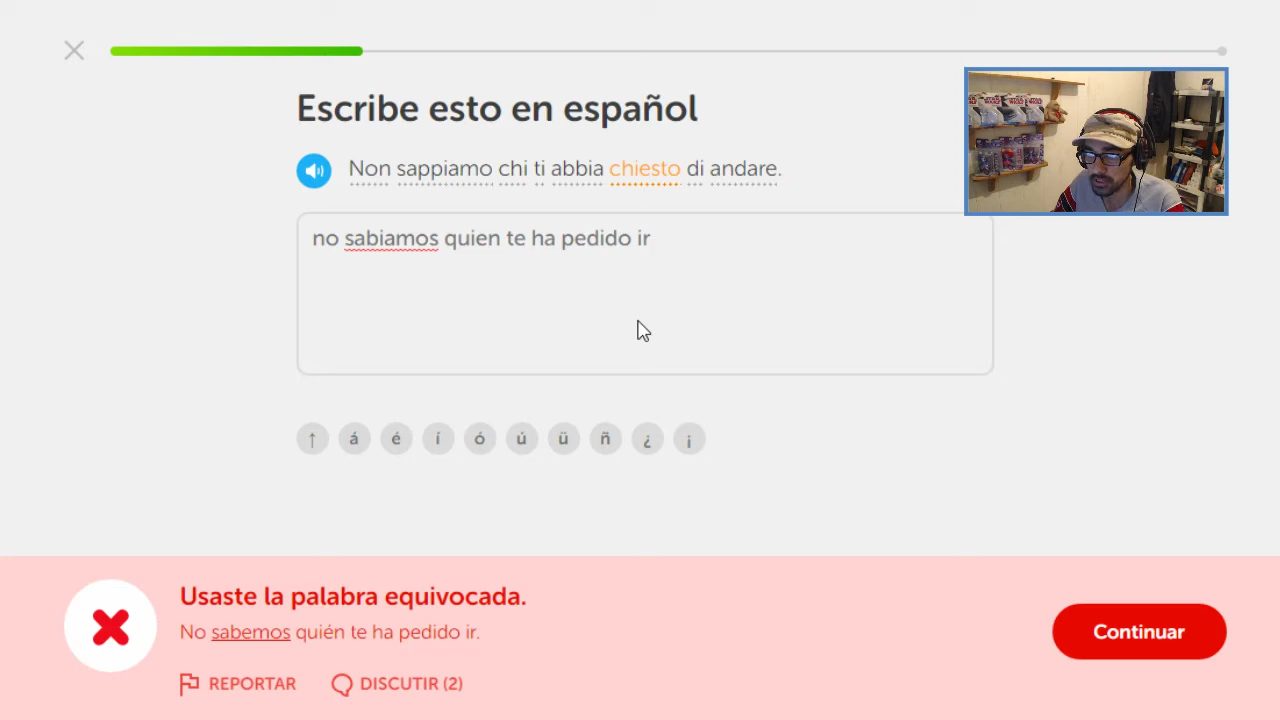 Escribe esto en español
Non sappiamo chi ti abbia chiesto di andare.
no sabiamos quien te ha pedido ir
↑ á é í ó ú ü ñ ¿ ¡
Usaste la palabra equivocada.
No sabemos quién te ha pedido ir.
Continuar
REPORTAR DISCUTIR (2)